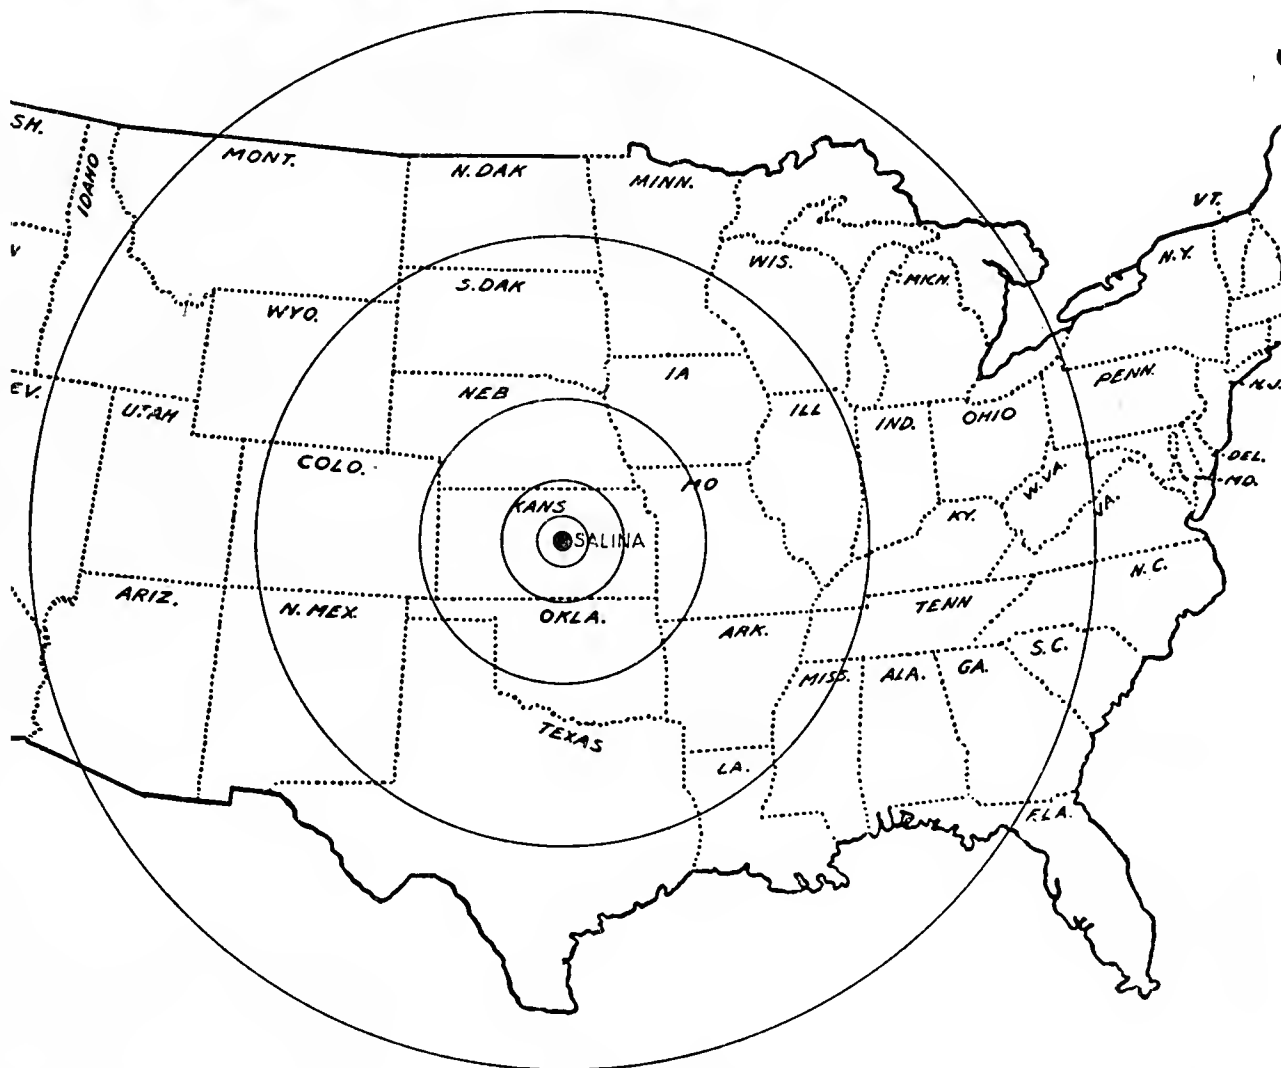 SH.
IDAHO
MONT.
N. DAK
MINN.
VT.
N.Y.
V
WYO.
S. DAK
WIS.
MICH.
EV.
UTAH
NEB
IA
ILL
IND.
OHIO
PENN.
N.J.
COLO.
MO
W. VA.
VA.
DEL.
MD.
KANS
SALINA
KY.
ARIZ.
N. MEX.
OKLA.
ARK.
TENN
N.C.
S.C.
MISS.
ALA.
GA.
TEXAS
LA.
FLA.